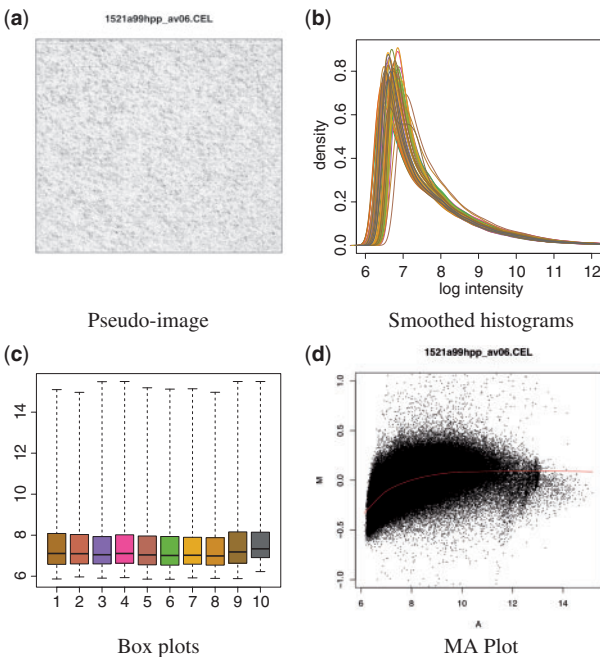 (a)
1521a99hpp_av06.CEL
Pseudo-image
(b)
density
0.0 0.2 0.4 0.6 0.8
6 7 8 9 10 11 12
log intensity
Smoothed histograms
(c)
6 8 10 12 14
1 2 3 4 5 6 7 8 9 10
Box plots
(d)
1521a99hpp_av06.CEL
M
-1.0 -0.5 0.0 0.5 1.0
6 8 10 12 14
A
MA Plot